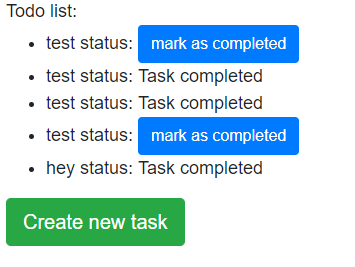 Todo list:
test status: mark as completed
test status: Task completed
test status: Task completed
test status: mark as completed
hey status: Task completed
Create new task